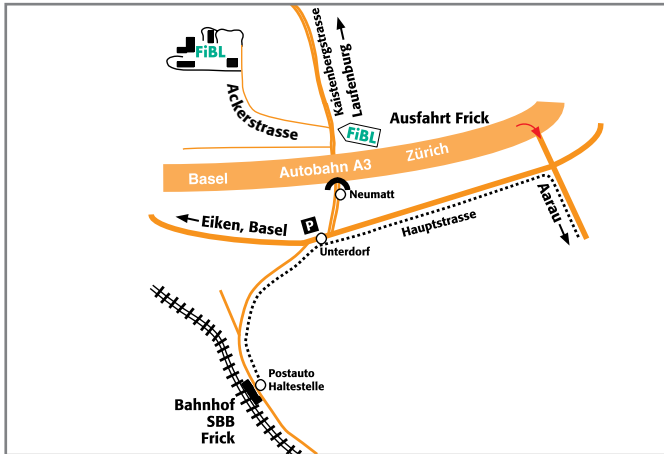 FiBL
Ackerstrasse
Kaistenbergstrasse
Laufenburg
FiBL
Ausfahrt Frick
Basel
Autobahn A3
Zürich
Neumatt
Aarau
P
Eiken, Basel
Hauptstrasse
Unterdorf
Postauto
Haltestelle
Bahnhof
SBB
Frick